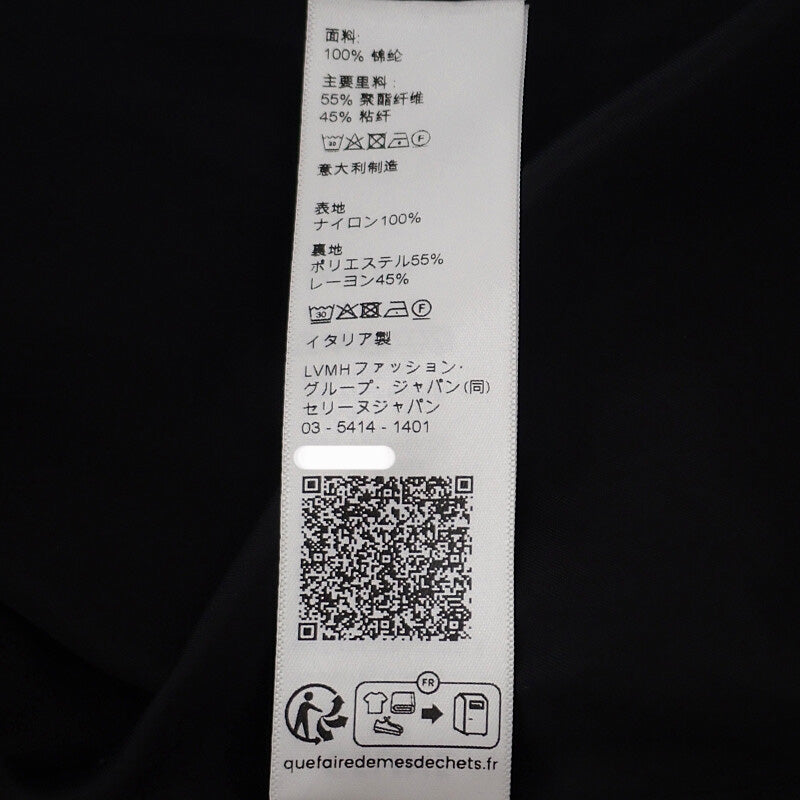 面料:
100% 锦纶
主要里料:
55% 聚酯纤维
45% 粘纤
30 F
意大利制造
表地
ナイロン100%
裏地
ポリエステル55%
レーヨン45%
30 F
イタリア製
LVMHファッション・
グループ・ジャパン(同)
セリーヌジャパン
03 - 5414 - 1401
FR
quefairedemesdechets.fr